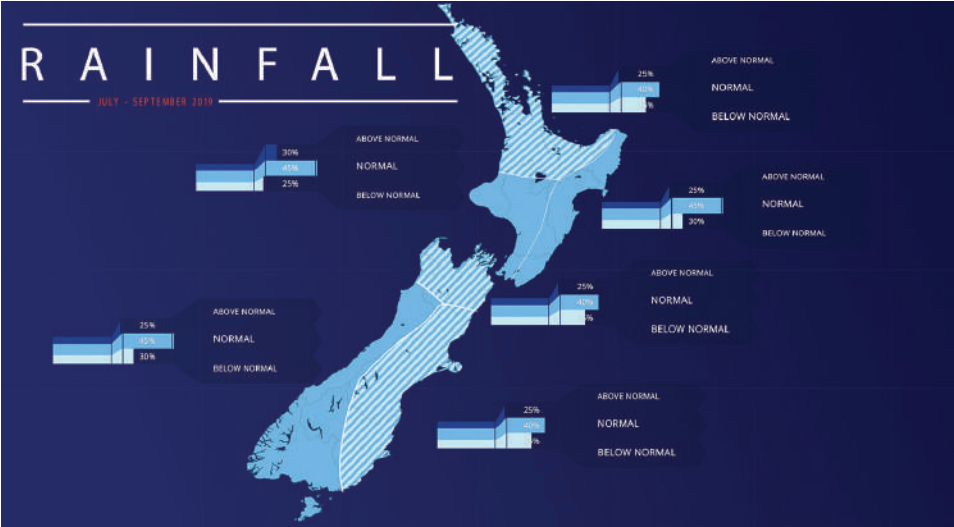 RAINFALL
JULY - SEPTEMBER 2019
25% ABOVE NORMAL
40% NORMAL
BELOW NORMAL
30% ABOVE NORMAL
45% NORMAL
25% BELOW NORMAL
25% ABOVE NORMAL
45% NORMAL
30% BELOW NORMAL
25% ABOVE NORMAL
40% NORMAL
BELOW NORMAL
25% ABOVE NORMAL
45% NORMAL
30% BELOW NORMAL
25% ABOVE NORMAL
40% NORMAL
BELOW NORMAL